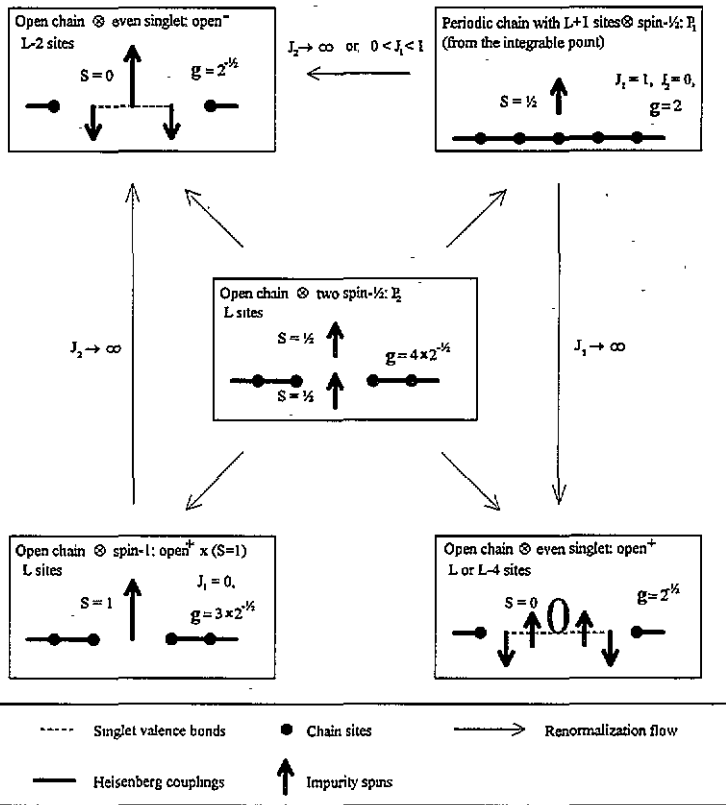 Open chain ⊗ even singlet: open⁻
L-2 sites
S = 0
g = 2^-½
J₂ → ∞ or, 0 < J₁ < 1
Periodic chain with L+1 sites ⊗ spin-½: P₁
(from the integrable point)
J₁ = 1, J₂ = 0,
S = ½
g = 2
Open chain ⊗ two spin-½: P₂
L sites
S = ½
g = 4 × 2^-½
S = ½
J₂ → ∞
J₁ → ∞
Open chain ⊗ spin-1: open⁺ x (S=1)
L sites
J₁ = 0,
S = 1
g = 3 × 2^-½
Open chain ⊗ even singlet: open⁺
L or L-4 sites
S = 0
g = 2^-½
0
Singlet valence bonds
Chain sites
Renormalization flow
Heisenberg couplings
Impurity spins